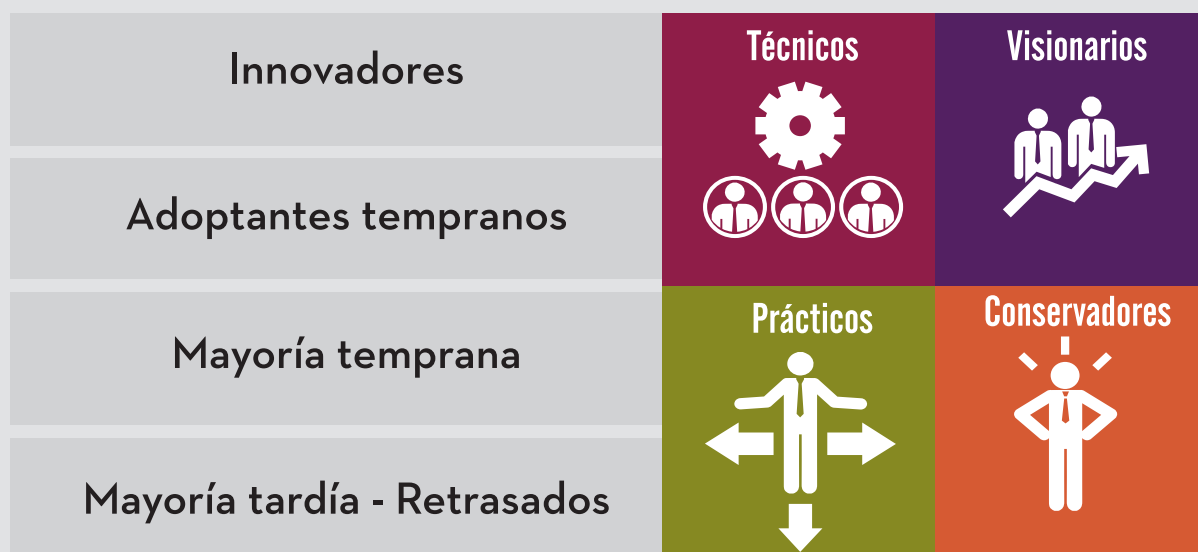 Innovadores
Adoptantes tempranos
Mayoría temprana
Mayoría tardía - Retrasados
Técnicos
Visionarios
Prácticos
Conservadores